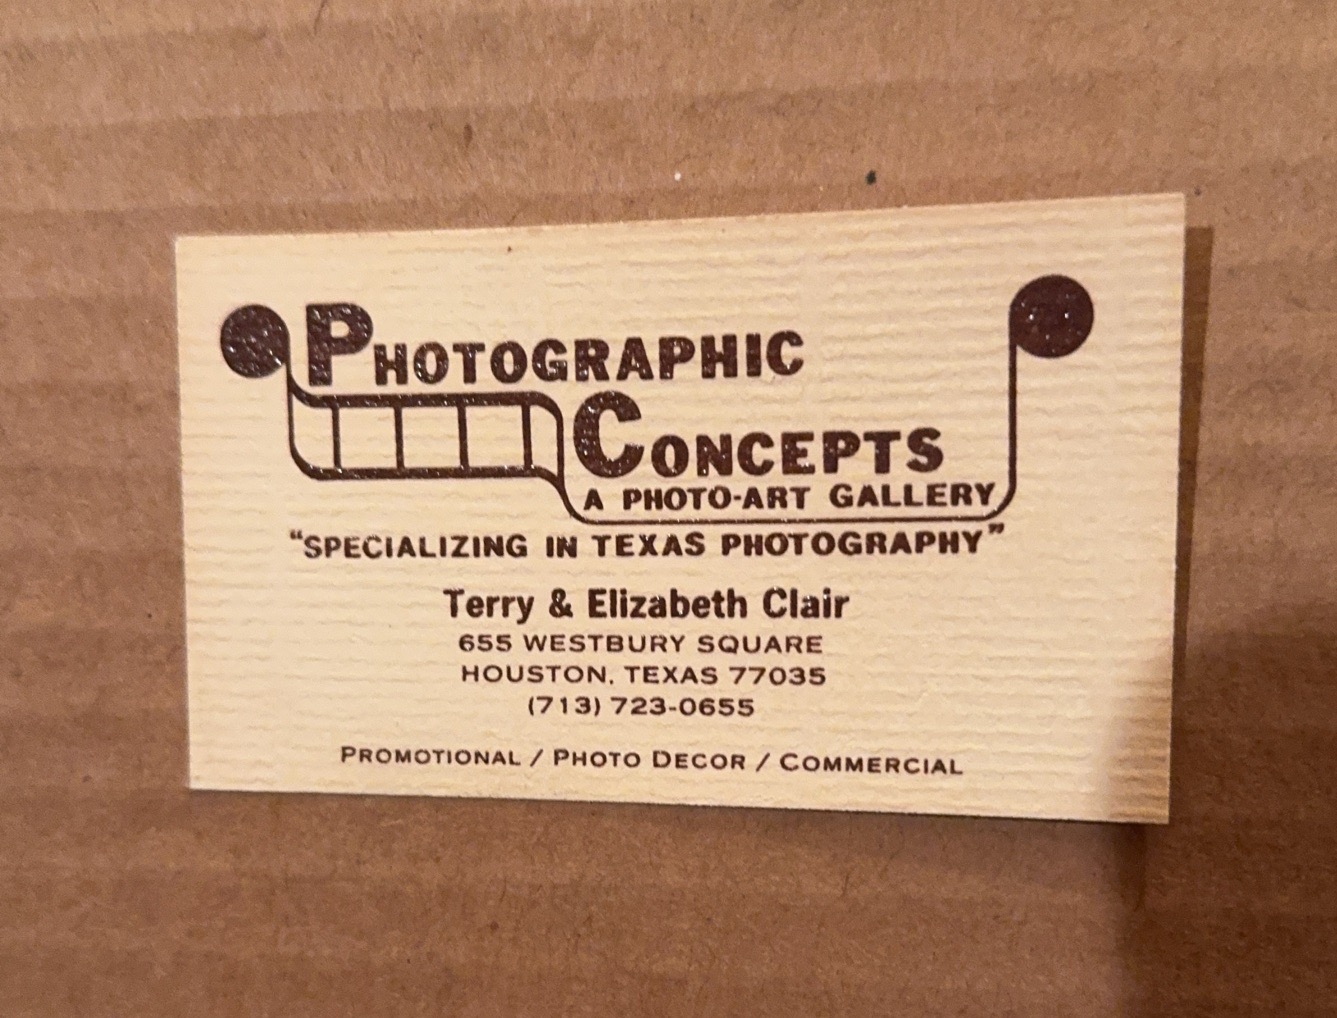 PHOTOGRAPHIC
CONCEPTS
A PHOTO-ART GALLERY
“SPECIALIZING IN TEXAS PHOTOGRAPHY”
Terry & Elizabeth Clair
655 WESTBURY SQUARE
HOUSTON, TEXAS 77035
(713) 723-0655
PROMOTIONAL / PHOTO DECOR / COMMERCIAL